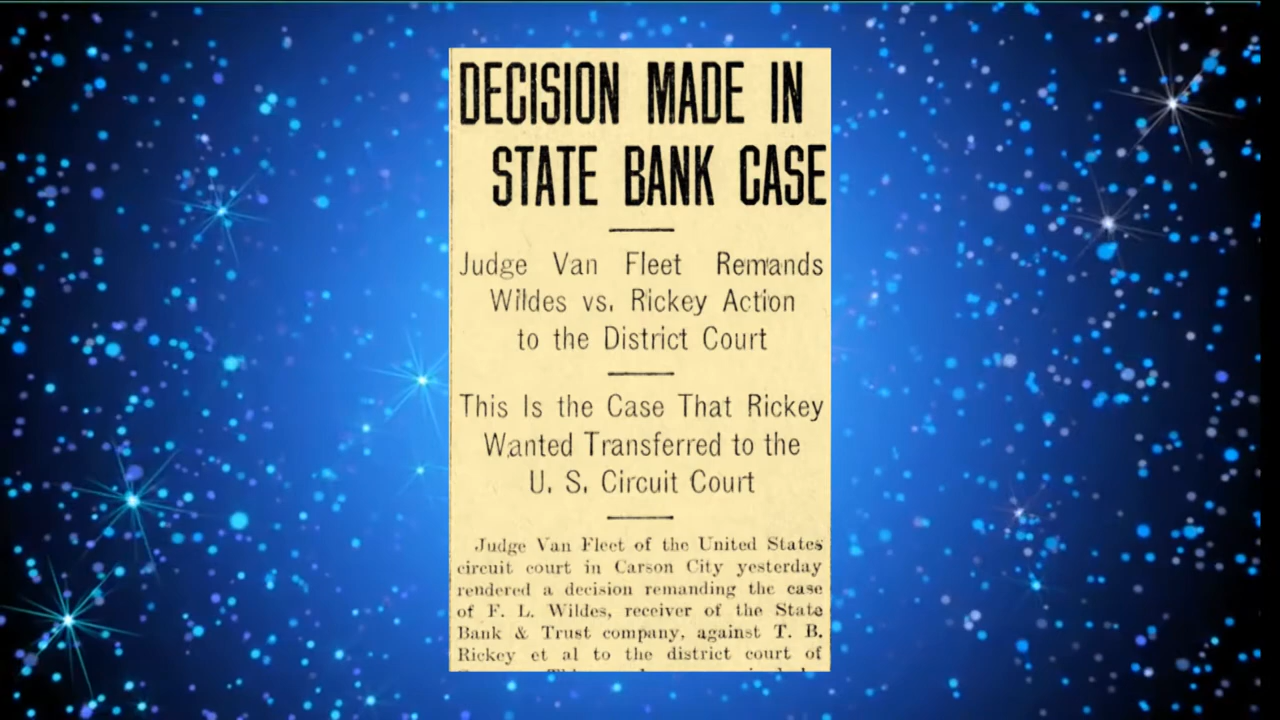 DECISION MADE IN
STATE BANK CASE
Judge Van Fleet Remands
Wildes vs. Rickey Action
to the District Court
This Is the Case That Rickey
Wanted Transferred to the
U. S. Circuit Court
Judge Van Fleet of the United States
circuit court in Carson City yesterday
rendered a decision remanding the case
of F. L. Wildes, receiver of the State
Bank & Trust company, against T. B.
Rickey et al to the district court of